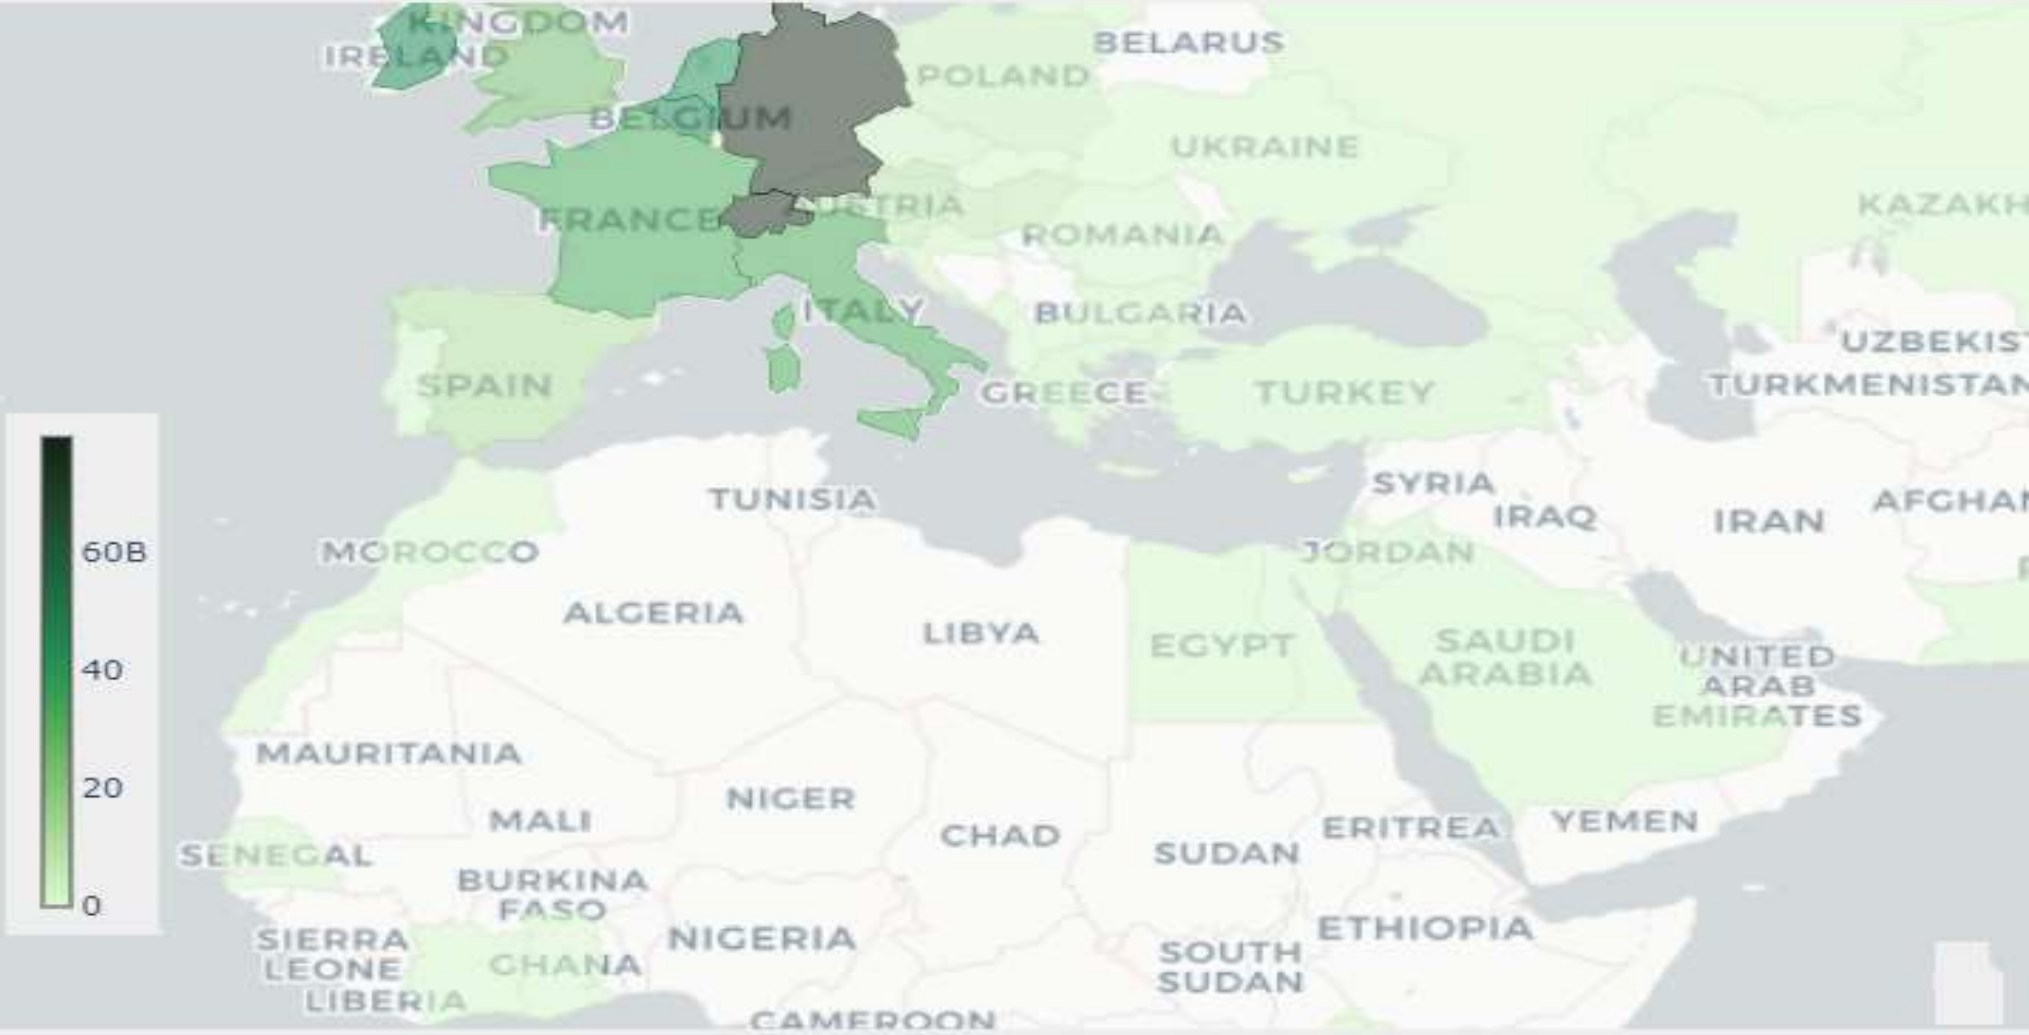 KINGDOM
IRELAND
BELARUS
POLAND
BELGIUM
UKRAINE
AUSTRIA
FRANCE
KAZAKH
ROMANIA
ITALY
BULGARIA
UZBEKIS
SPAIN
GREECE
TURKEY
TURKMENISTAN
SYRIA
TUNISIA
IRAQ
IRAN
AFGHAN
MOROCCO
JORDAN
60B
ALGERIA
LIBYA
EGYPT
SAUDI
ARABIA
UNITED
ARAB
EMIRATES
40
MAURITANIA
20
NIGER
MALI
CHAD
ERITREA
YEMEN
SENEGAL
SUDAN
BURKINA
FASO
0
SIERRA
LEONE
GHANA
NIGERIA
ETHIOPIA
SOUTH
SUDAN
LIBERIA
CAMEROON